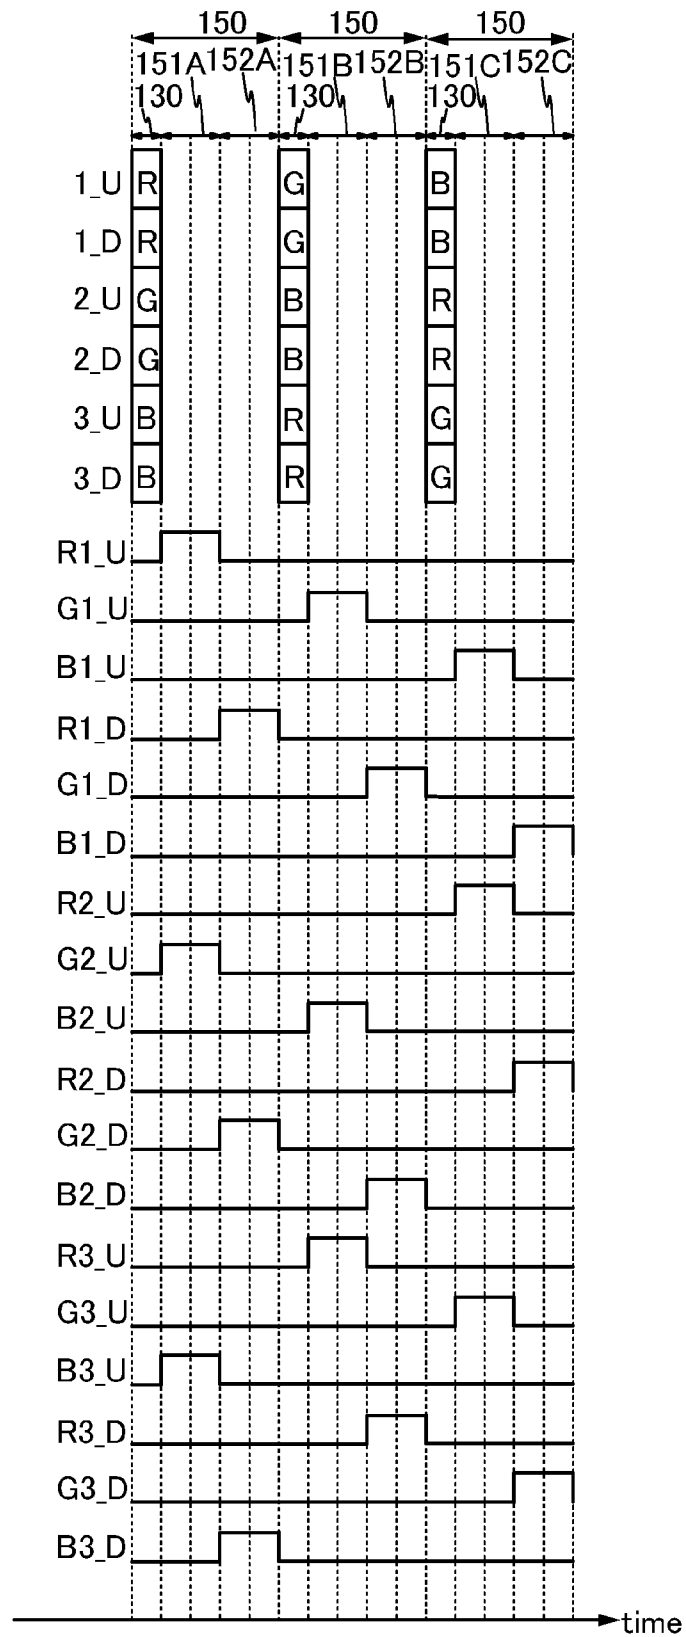 150 150 150
151A 152A 151B 152B 151C 152C
130 130 130
1_U R G B
1_D R G B
2_U G B R
2_D G B R
3_U B R G
3_D B R G
R1_U
G1_U
B1_U
R1_D
G1_D
B1_D
R2_U
G2_U
B2_U
R2_D
G2_D
B2_D
R3_U
G3_U
B3_U
R3_D
G3_D
B3_D
time